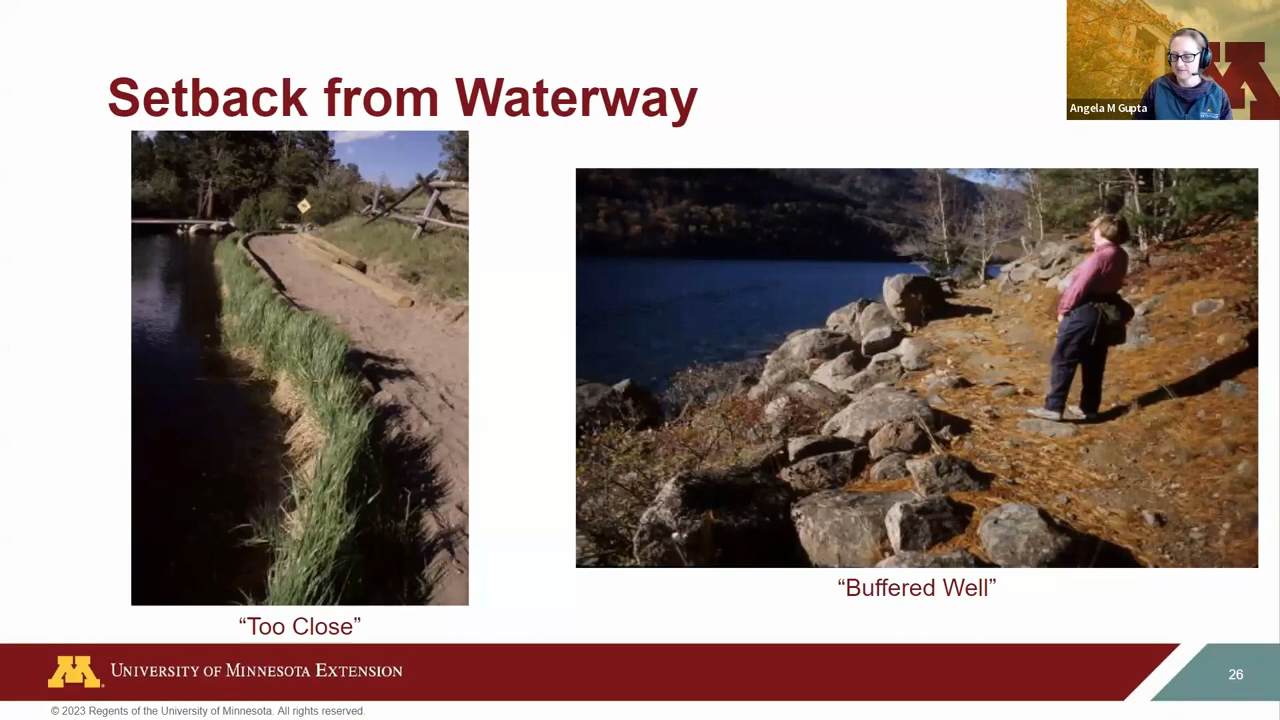 Setback from Waterway
Angela M Gupta
“Too Close”
“Buffered Well”
UNIVERSITY OF MINNESOTA EXTENSION
26
© 2023 Regents of the University of Minnesota. All rights reserved.